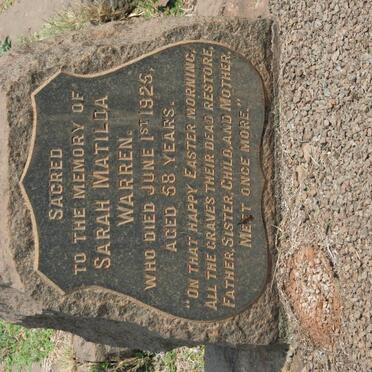 SACRED
TO THE MEMORY OF
SARAH MATILDA
WARREN.
WHO DIED JUNE 1ST 1925,
AGED 58 YEARS.
"ON THAT HAPPY EASTER MORNING,
ALL THE GRAVES THEIR DEAD RESTORE,
FATHER, SISTER, CHILD, AND MOTHER,
MEET ONCE MORE."